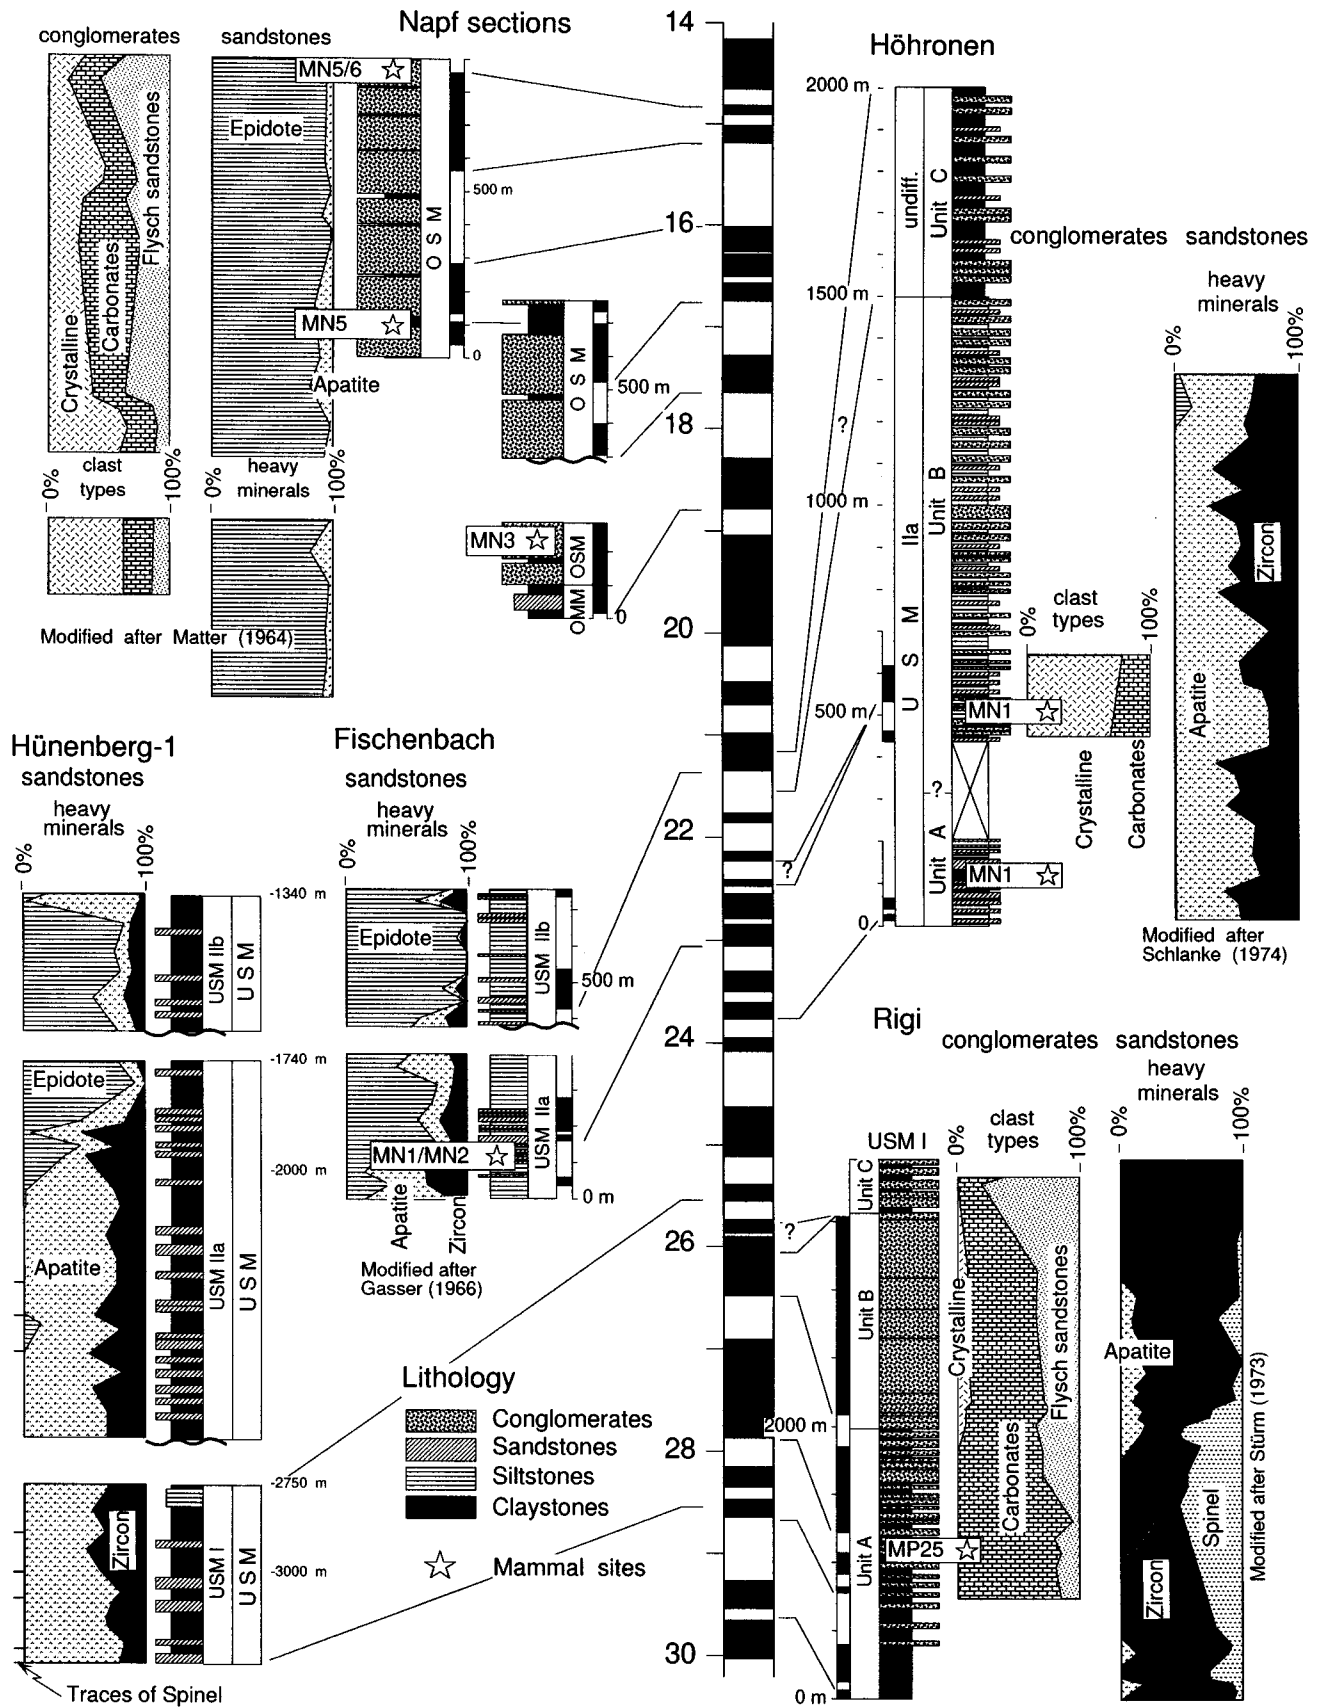 Napf sections
conglomerates
sandstones
MN5/6
Epidote
Flysch sandstones
Carbonates
Crystalline
O S M
500 m
MN5
0
Apatite
O S M
500 m
0%
clast types
100%
0%
heavy minerals
100%
MN3
OSM
OMM
0
Modified after Matter (1964)
14
16
18
20
22
24
26
28
30
?
?
?
Höhronen
2000 m
1500 m
1000 m
500 m
0
undiff.
U S M IIa
Unit C
Unit B
?
Unit A
MN1
MN1
conglomerates
sandstones
heavy
minerals
0%
100%
clast
types
0%
100%
Crystalline
Carbonates
Apatite
Zircon
Modified after
Schlanke (1974)
Hünenberg-1
sandstones
heavy
minerals
0%
100%
-1340 m
USM IIb
U S M
-1740 m
Epidote
-2000 m
Apatite
USM IIa
U S M
-2750 m
Zircon
USM I
U S M
-3000 m
Traces of Spinel
Fischenbach
sandstones
heavy
minerals
0%
100%
Epidote
USM IIb
500 m
USM IIa
MN1/MN2
0 m
Apatite
Zircon
Modified after
Gasser (1966)
Lithology
Conglomerates
Sandstones
Siltstones
Claystones
Mammal sites
Rigi
conglomerates
sandstones
heavy
minerals
0%
100%
clast
types
0%
100%
USM I
Unit C
Unit B
Unit A
2000 m
0 m
MP25
Crystalline
Carbonates
Flysch sandstones
Apatite
Zircon
Spinel
Modified after Stürm (1973)